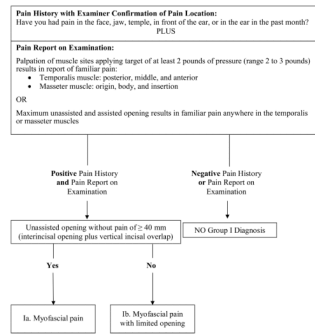 Pain History with Examiner Confirmation of Pain Location:
Have you had pain in the face, jaw, temple, in front of the ear, or in the ear in the past month?
PLUS
Pain Report on Examination:
Palpation of muscle sites applying target of at least 2 pounds of pressure (range 2 to 3 pounds)
results in report of familiar pain:
• Temporalis muscle: posterior, middle, and anterior
• Masseter muscle: origin, body, and insertion
OR
Maximum unassisted and assisted opening results in familiar pain anywhere in the temporalis
or masseter muscles
Positive Pain History
and Pain Report on
Examination
Negative Pain History
or Pain Report on
Examination
Unassisted opening without pain of ≥ 40 mm
(interincisal opening plus vertical incisal overlap)
NO Group I Diagnosis
Yes
No
Ia. Myofascial pain
Ib. Myofascial pain
with limited opening